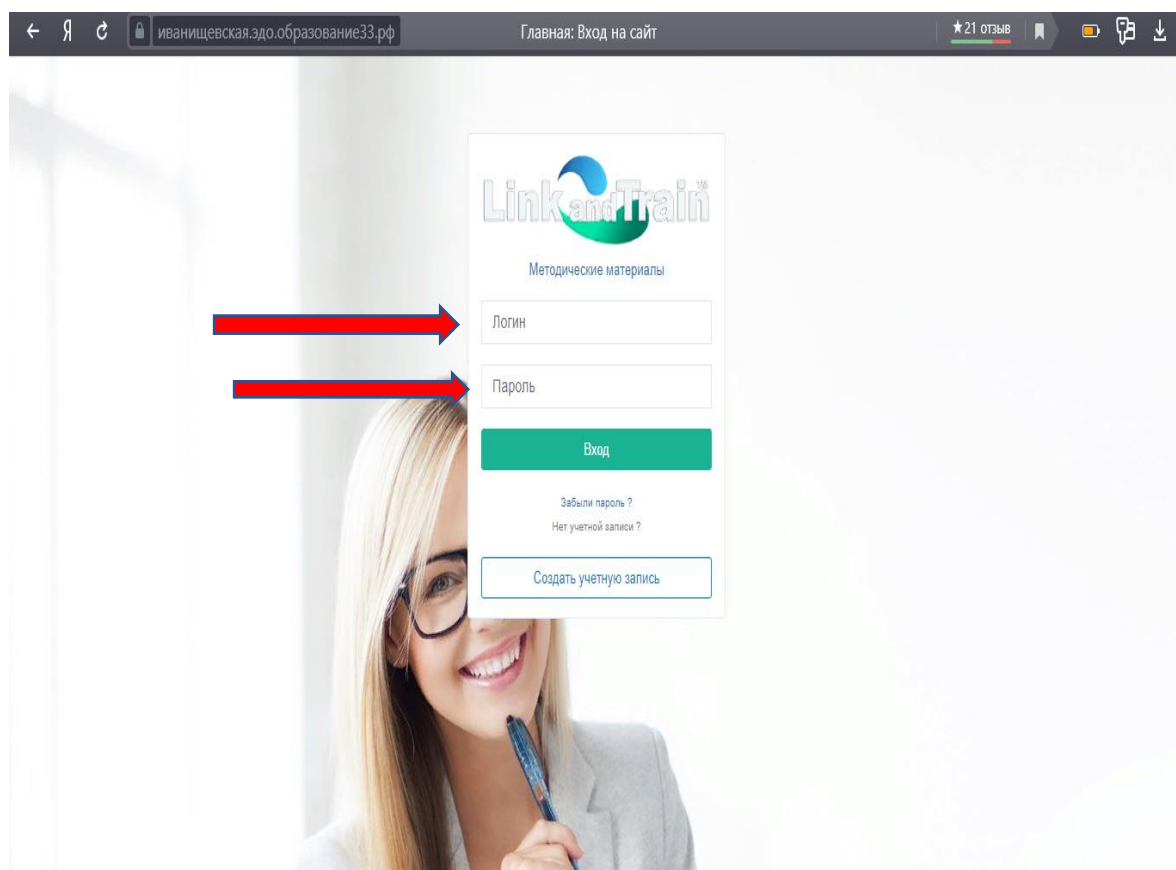 Я иванищевская.эдо.образование33.рф Главная: Вход на сайт ★21 отзыв
LinkandTrain™
Методические материалы
Логин
Пароль
Вход
Забыли пароль ?
Нет учетной записи ?
Создать учетную запись